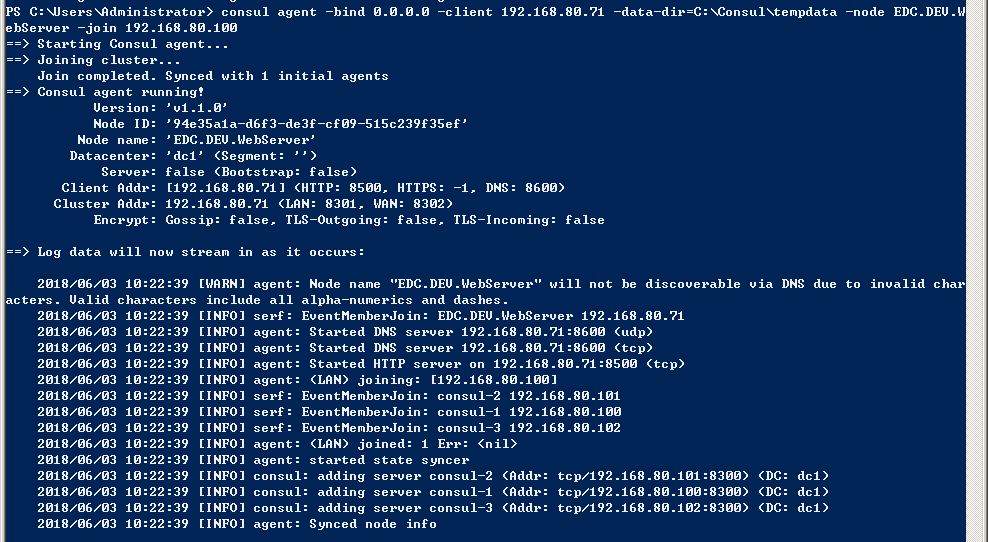 PS C:\Users\Administrator> consul agent -bind 0.0.0.0 -client 192.168.80.71 -data-dir=C:\Consul\tempdata -node EDC.DEV.W
ebServer -join 192.168.80.100
==> Starting Consul agent...
==> Joining cluster...
    Join completed. Synced with 1 initial agents
==> Consul agent running!
           Version: 'v1.1.0'
           Node ID: '94e35a1a-d6f3-de3f-cf09-515c239f35ef'
         Node name: 'EDC.DEV.WebServer'
        Datacenter: 'dc1' (Segment: '')
            Server: false (Bootstrap: false)
       Client Addr: [192.168.80.71] (HTTP: 8500, HTTPS: -1, DNS: 8600)
      Cluster Addr: 192.168.80.71 (LAN: 8301, WAN: 8302)
           Encrypt: Gossip: false, TLS-Outgoing: false, TLS-Incoming: false
==> Log data will now stream in as it occurs:
    2018/06/03 10:22:39 [WARN] agent: Node name "EDC.DEV.WebServer" will not be discoverable via DNS due to invalid char
acters. Valid characters include all alpha-numerics and dashes.
    2018/06/03 10:22:39 [INFO] serf: EventMemberJoin: EDC.DEV.WebServer 192.168.80.71
    2018/06/03 10:22:39 [INFO] agent: Started DNS server 192.168.80.71:8600 (udp)
    2018/06/03 10:22:39 [INFO] agent: Started DNS server 192.168.80.71:8600 (tcp)
    2018/06/03 10:22:39 [INFO] agent: Started HTTP server on 192.168.80.71:8500 (tcp)
    2018/06/03 10:22:39 [INFO] agent: (LAN) joining: [192.168.80.100]
    2018/06/03 10:22:39 [INFO] serf: EventMemberJoin: consul-2 192.168.80.101
    2018/06/03 10:22:39 [INFO] serf: EventMemberJoin: consul-1 192.168.80.100
    2018/06/03 10:22:39 [INFO] serf: EventMemberJoin: consul-3 192.168.80.102
    2018/06/03 10:22:39 [INFO] agent: (LAN) joined: 1 Err: <nil>
    2018/06/03 10:22:39 [INFO] agent: started state syncer
    2018/06/03 10:22:39 [INFO] consul: adding server consul-2 (Addr: tcp/192.168.80.101:8300) (DC: dc1)
    2018/06/03 10:22:39 [INFO] consul: adding server consul-1 (Addr: tcp/192.168.80.100:8300) (DC: dc1)
    2018/06/03 10:22:39 [INFO] consul: adding server consul-3 (Addr: tcp/192.168.80.102:8300) (DC: dc1)
    2018/06/03 10:22:39 [INFO] agent: Synced node info